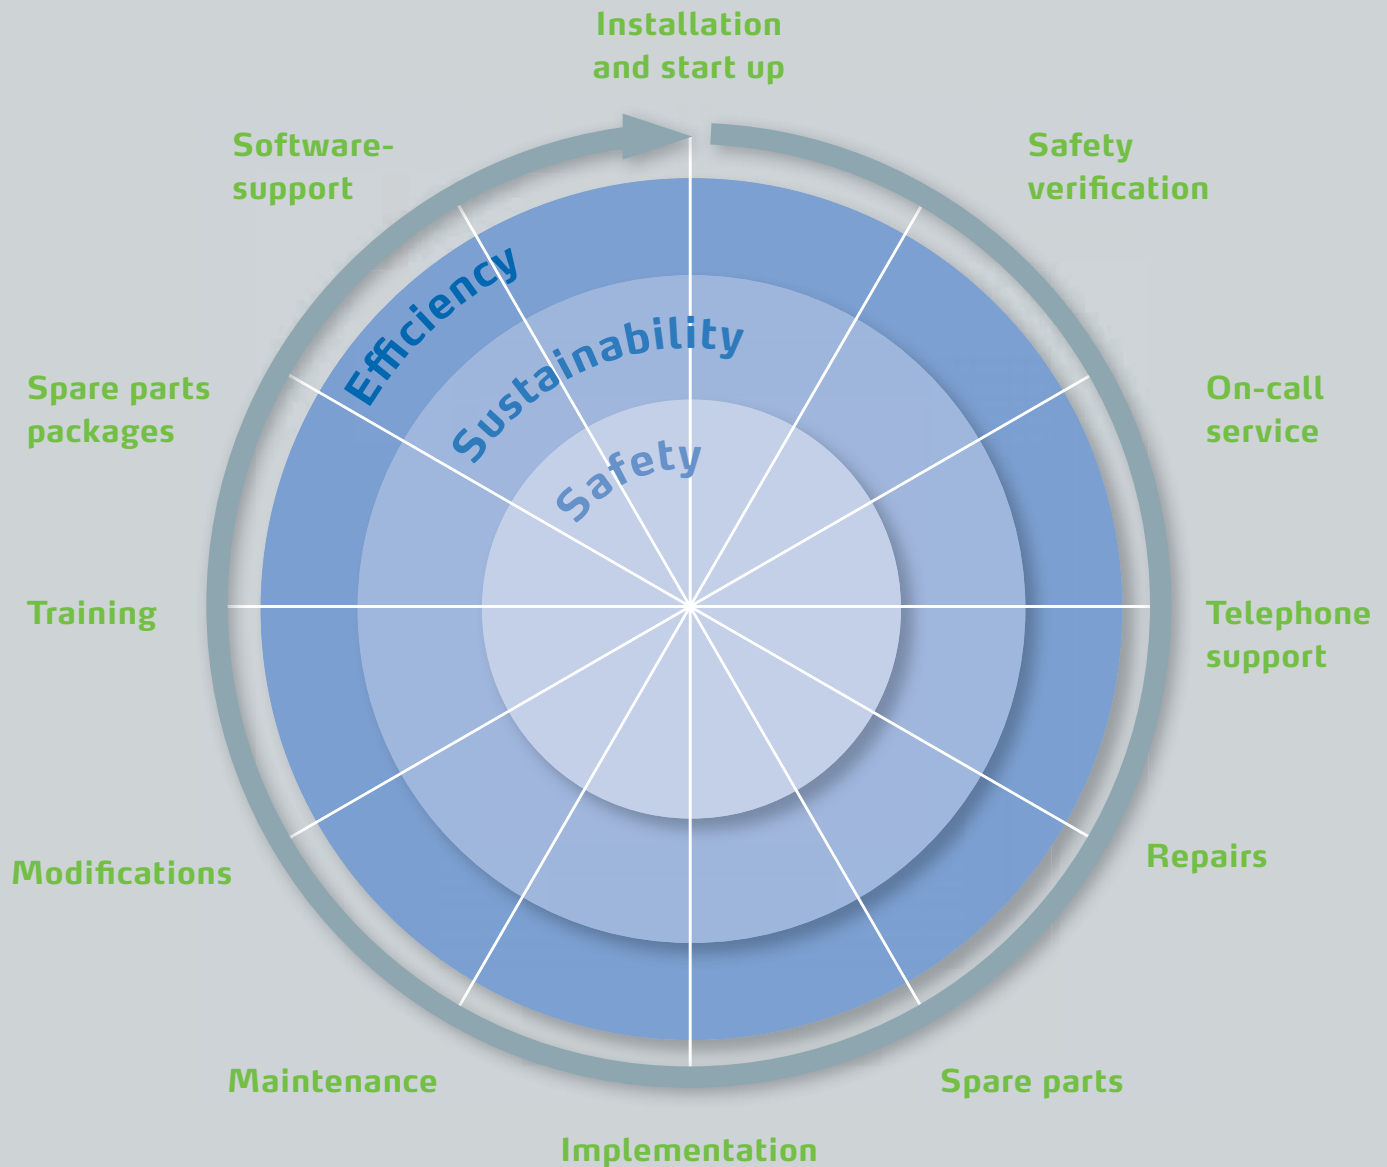 Installation
and start up
Safety
verification
On-call
service
Telephone
support
Repairs
Spare parts
Implementation
Maintenance
Modifications
Training
Spare parts
packages
Software-
support
Efficiency
Sustainability
Safety